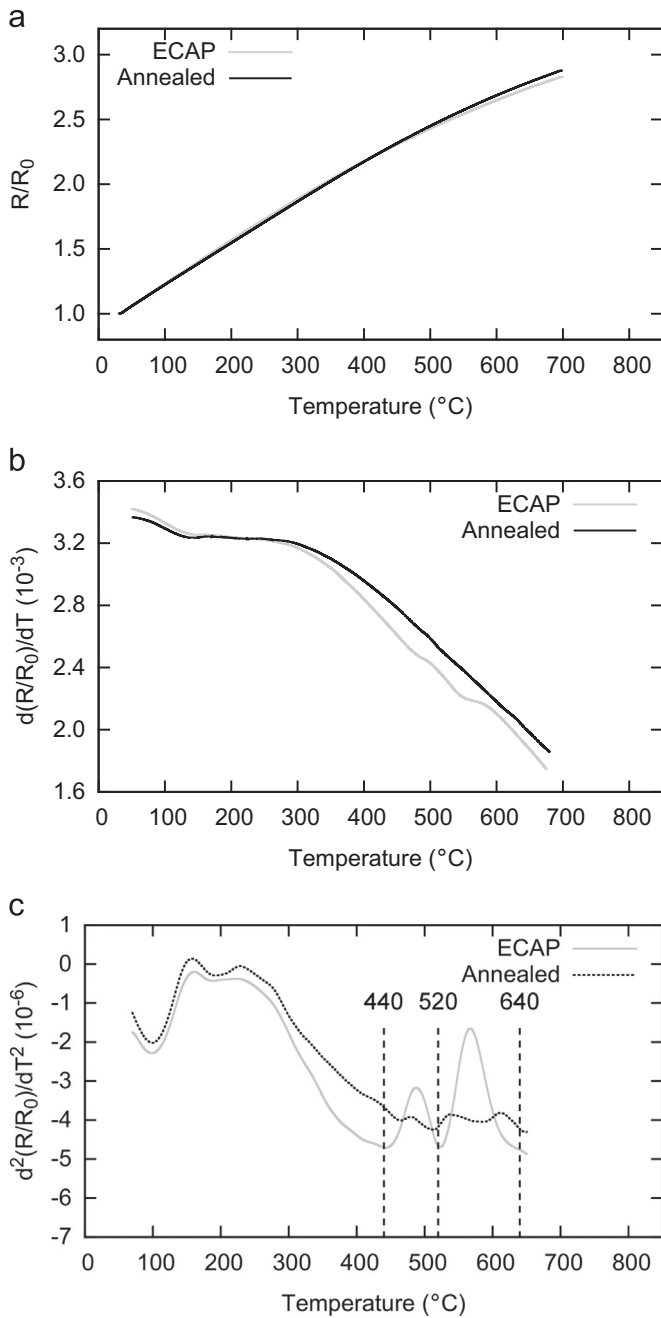 a
ECAP
Annealed
3.0
2.5
2.0
1.5
1.0
R/R0
0 100 200 300 400 500 600 700 800
Temperature (°C)
b
ECAP
Annealed
3.6
3.2
2.8
2.4
2.0
1.6
d(R/R0)/dT (10-3)
0 100 200 300 400 500 600 700 800
Temperature (°C)
c
ECAP
Annealed
440 520 640
1
0
-1
-2
-3
-4
-5
-6
-7
d2(R/R0)/dT2 (10-6)
0 100 200 300 400 500 600 700 800
Temperature (°C)